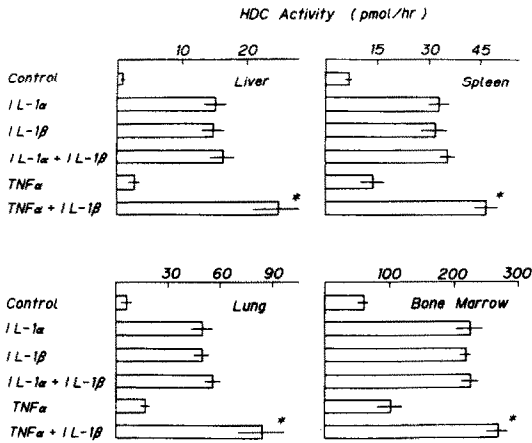 HDC Activity ( pmol/hr )
10 20
15 30 45
Control
Liver
Spleen
IL-1α
IL-1β
IL-1α + IL-1β
TNFα
TNFα + IL-1β
*
*
30 60 90
100 200 300
Control
Lung
Bone Marrow
IL-1α
IL-1β
IL-1α + IL-1β
TNFα
TNFα + IL-1β
*
*